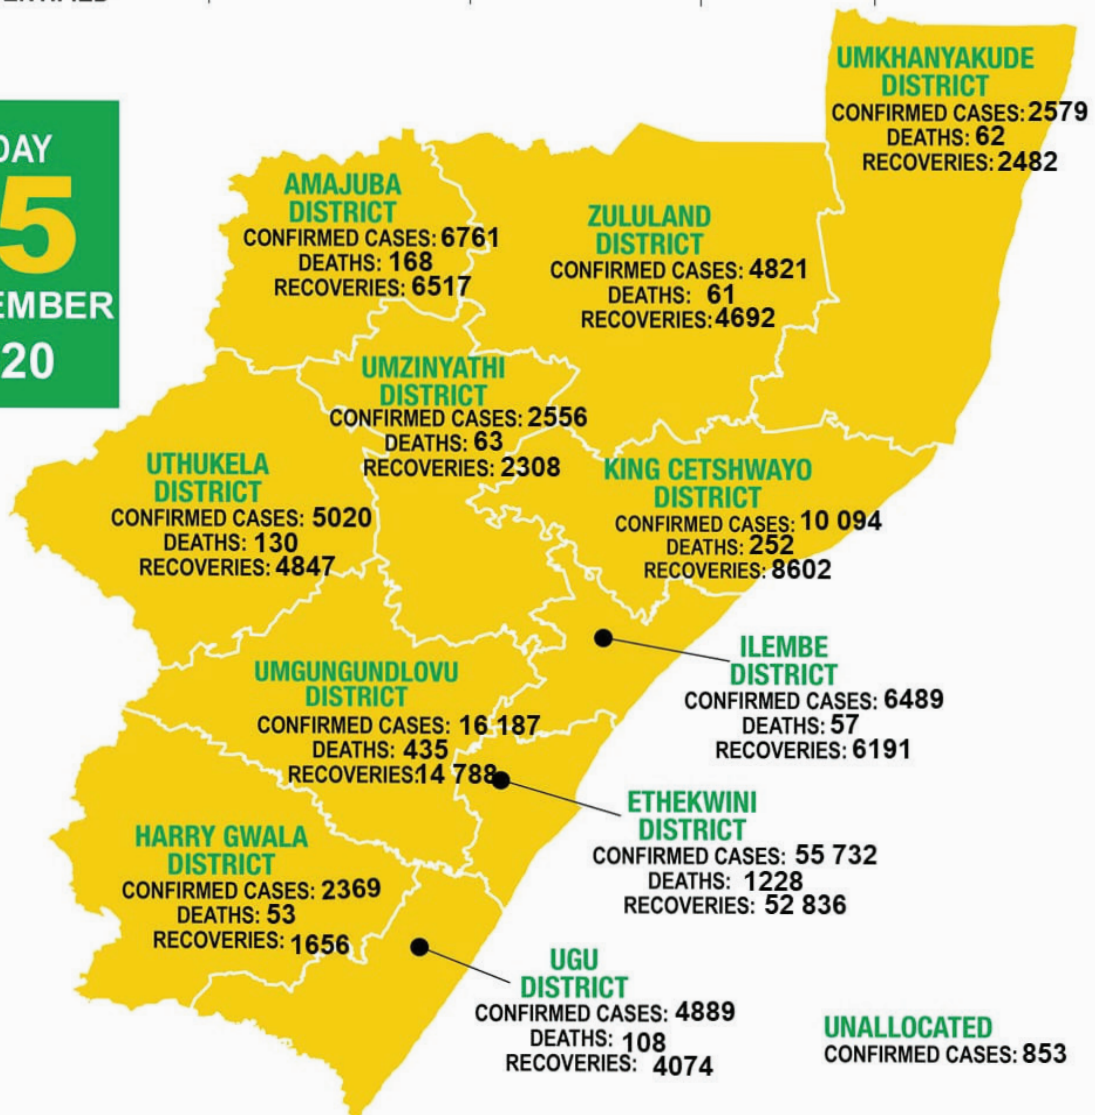 DAY
5
EMBER
20
UMKHANYAKUDE
DISTRICT
CONFIRMED CASES: 2579
DEATHS: 62
RECOVERIES: 2482
AMAJUBA
DISTRICT
CONFIRMED CASES: 6761
DEATHS: 168
RECOVERIES: 6517
ZULULAND
DISTRICT
CONFIRMED CASES: 4821
DEATHS: 61
RECOVERIES: 4692
UMZINYATHI
DISTRICT
CONFIRMED CASES: 2556
DEATHS: 63
RECOVERIES: 2308
UTHUKELA
DISTRICT
CONFIRMED CASES: 5020
DEATHS: 130
RECOVERIES: 4847
KING CETSHWAYO
DISTRICT
CONFIRMED CASES: 10 094
DEATHS: 252
RECOVERIES: 8602
ILEMBE
DISTRICT
CONFIRMED CASES: 6489
DEATHS: 57
RECOVERIES: 6191
UMGUNGUNDLOVU
DISTRICT
CONFIRMED CASES: 16 187
DEATHS: 435
RECOVERIES: 14 788
ETHEKWINI
DISTRICT
CONFIRMED CASES: 55 732
DEATHS: 1228
RECOVERIES: 52 836
HARRY GWALA
DISTRICT
CONFIRMED CASES: 2369
DEATHS: 53
RECOVERIES: 1656
UGU
DISTRICT
CONFIRMED CASES: 4889
DEATHS: 108
RECOVERIES: 4074
UNALLOCATED
CONFIRMED CASES: 853